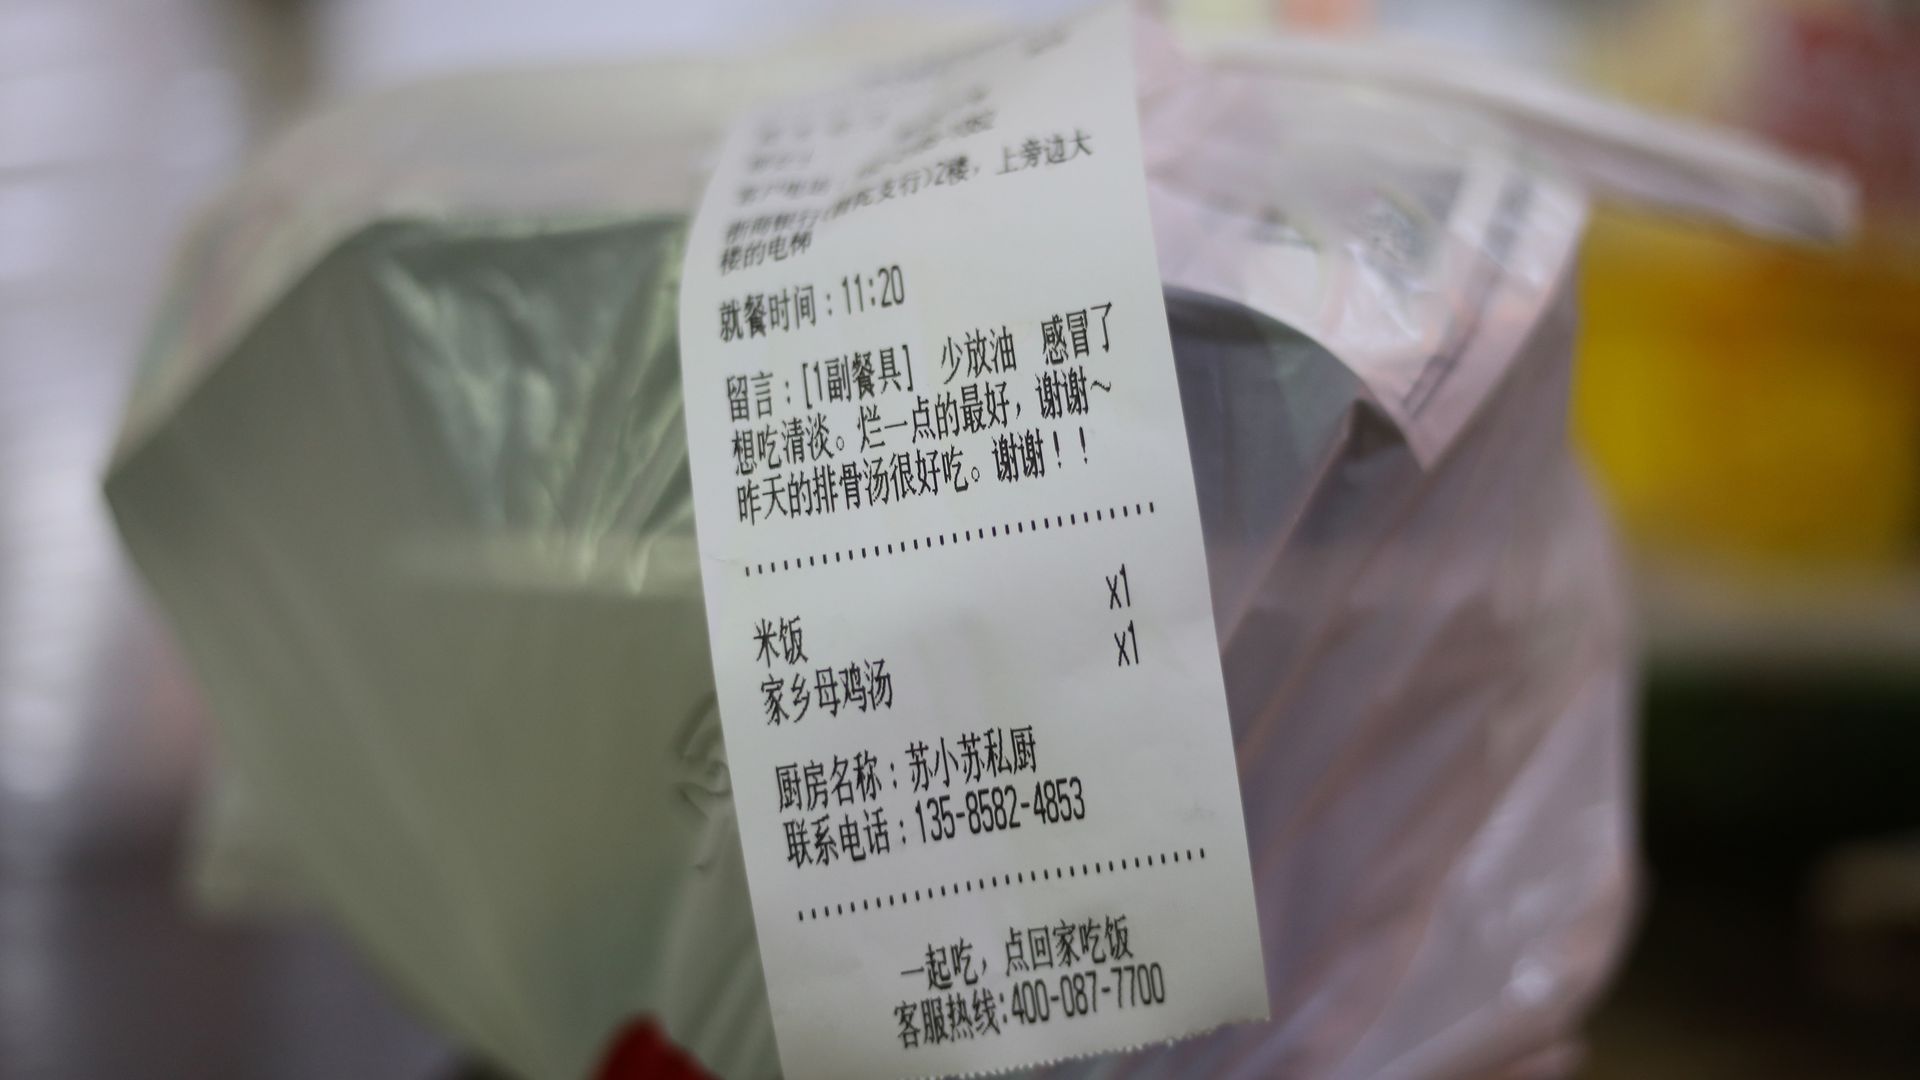 支行)2楼，上旁边大
楼的电梯
就餐时间：11:20
留言：[1副餐具] 少放油 感冒了
想吃清淡。烂一点的最好，谢谢～
昨天的排骨汤很好吃。谢谢！！
米饭 x1
家乡母鸡汤 x1
厨房名称：苏小苏私厨
联系电话：135-8582-4853
一起吃，点回家吃饭
客服热线:400-087-7700